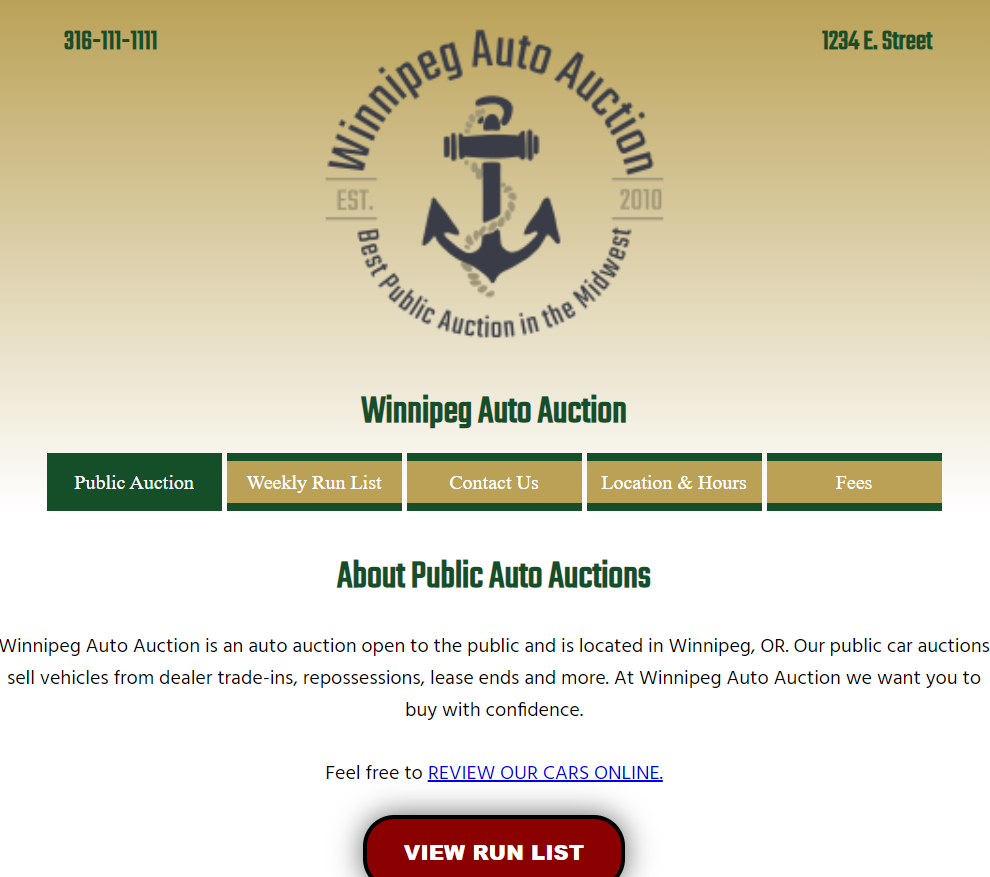 316-111-1111
1234 E. Street
Winnipeg Auto Auction
EST.
2010
Best Public Auction in the Midwest
Winnipeg Auto Auction
Public Auction
Weekly Run List
Contact Us
Location & Hours
Fees
About Public Auto Auctions
Winnipeg Auto Auction is an auto auction open to the public and is located in Winnipeg, OR. Our public car auctions
sell vehicles from dealer trade-ins, repossessions, lease ends and more. At Winnipeg Auto Auction we want you to
buy with confidence.
Feel free to REVIEW OUR CARS ONLINE.
VIEW RUN LIST